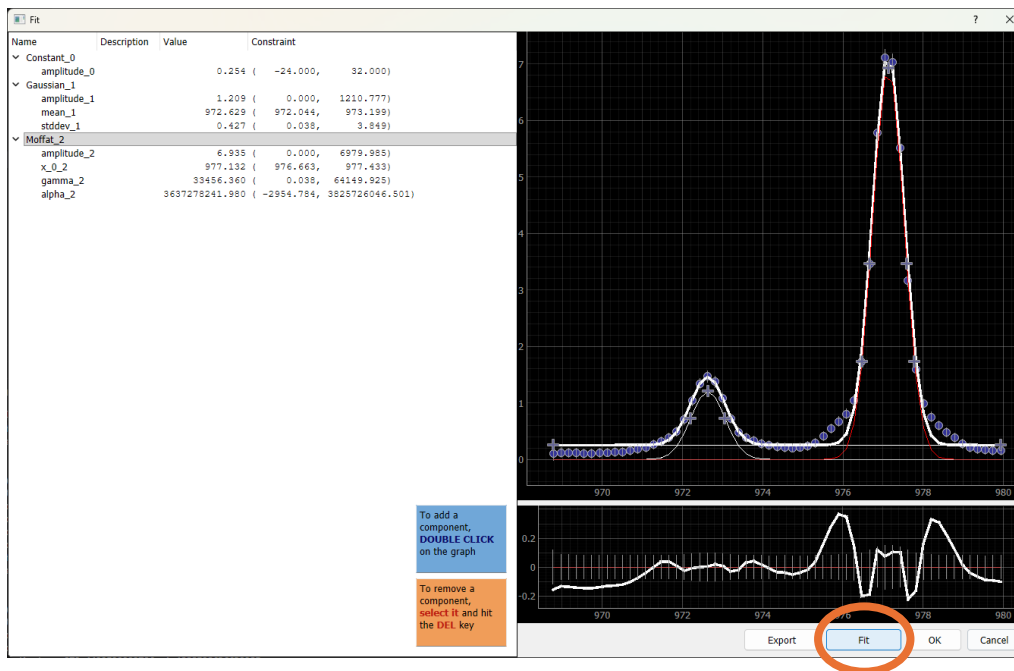 Fit
? ×
Name Description Value Constraint
Constant_0
amplitude_0 0.254 ( -24.000, 32.000)
Gaussian_1
amplitude_1 1.209 ( 0.000, 1210.777)
mean_1 972.629 ( 972.044, 973.199)
stddev_1 0.427 ( 0.038, 3.849)
Moffat_2
amplitude_2 6.935 ( 0.000, 6979.985)
x_0_2 977.132 ( 976.663, 977.433)
gamma_2 33456.360 ( 0.038, 64149.925)
alpha_2 3637278241.980 ( -2954.784, 3825726046.501)
To add a
component,
DOUBLE CLICK
on the graph
To remove a
component,
select it and hit
the DEL key
7
6
5
4
3
2
1
0
970 972 974 976 978 980
0.2
0
-0.2
970 972 974 976 978 980
Export Fit OK Cancel